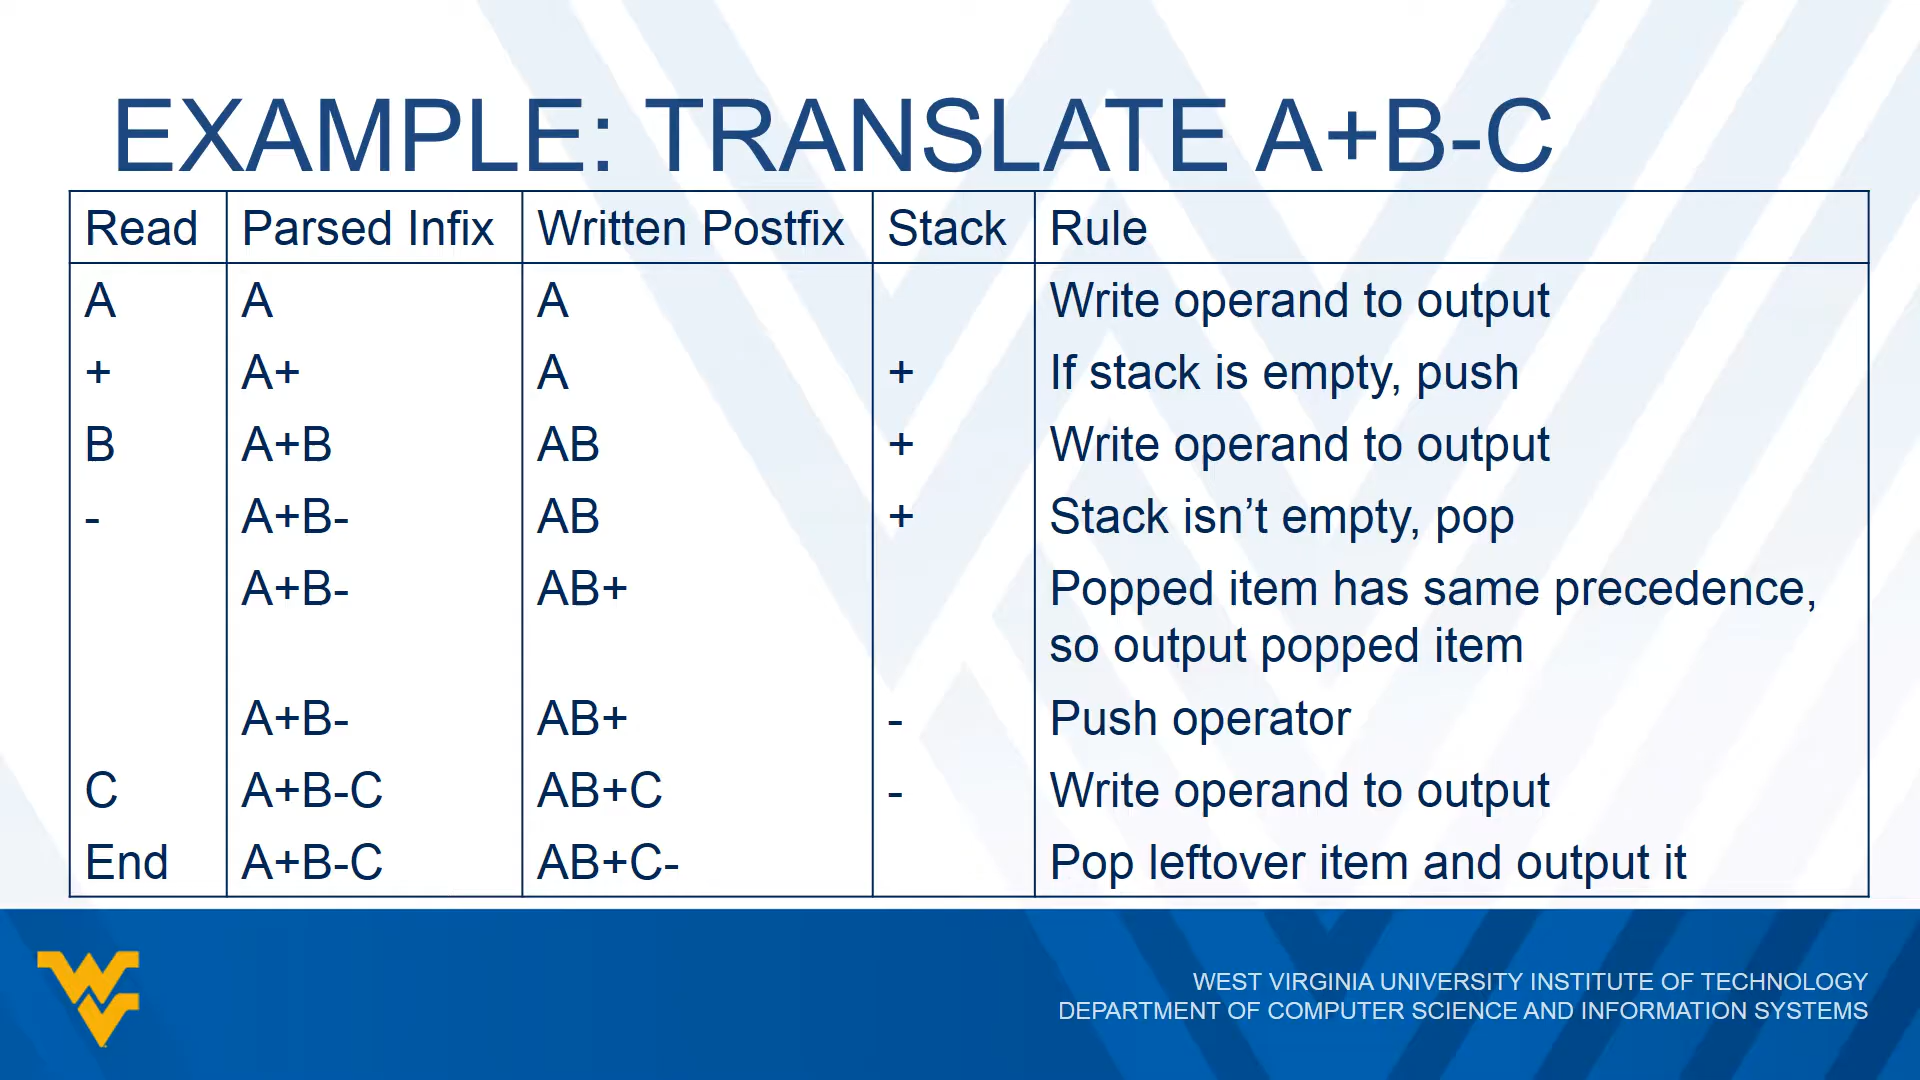 EXAMPLE: TRANSLATE A+B-C
Read Parsed Infix Written Postfix Stack Rule
A A A Write operand to output
+ A+ A + If stack is empty, push
B A+B AB + Write operand to output
- A+B- AB + Stack isn’t empty, pop
A+B- AB+ Popped item has same precedence,
so output popped item
A+B- AB+ - Push operator
C A+B-C AB+C - Write operand to output
End A+B-C AB+C- Pop leftover item and output it
WEST VIRGINIA UNIVERSITY INSTITUTE OF TECHNOLOGY
DEPARTMENT OF COMPUTER SCIENCE AND INFORMATION SYSTEMS